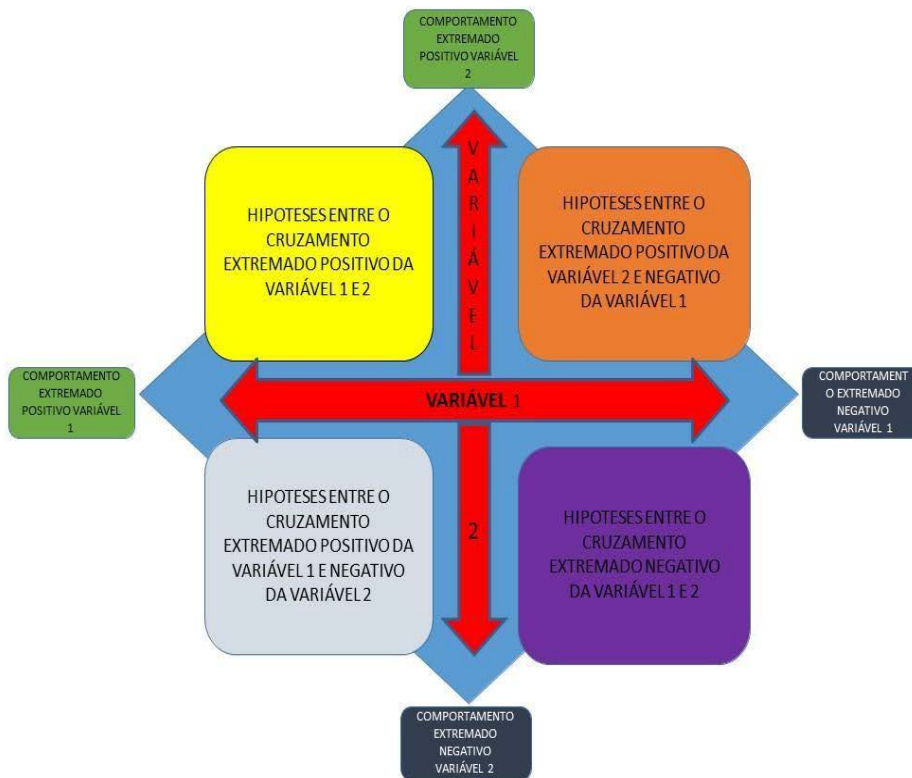 COMPORTAMENTO
EXTREMADO
POSITIVO VARIÁVEL
2
VARIÁVEL
HIPOTESES ENTRE O
CRUZAMENTO
EXTREMADO POSITIVO DA
VARIÁVEL 1 E 2
HIPOTESES ENTRE O
CRUZAMENTO
EXTREMADO POSITIVO DA
VARIÁVEL 2 E NEGATIVO
DA VARIÁVEL 1
COMPORTAMENTO
EXTREMADO
POSITIVO VARIÁVEL
1
VARIÁVEL 1
COMPORTAMENT
O EXTREMADO
NEGATIVO
VARIÁVEL 1
HIPOTESES ENTRE O
CRUZAMENTO
EXTREMADO POSITIVO DA
VARIÁVEL 1 E NEGATIVO
DA VARIÁVEL 2
2
HIPOTESES ENTRE O
CRUZAMENTO
EXTREMADO NEGATIVO DA
VARIÁVEL 1 E 2
COMPORTAMENTO
EXTREMADO
NEGATIVO
VARIÁVEL 2